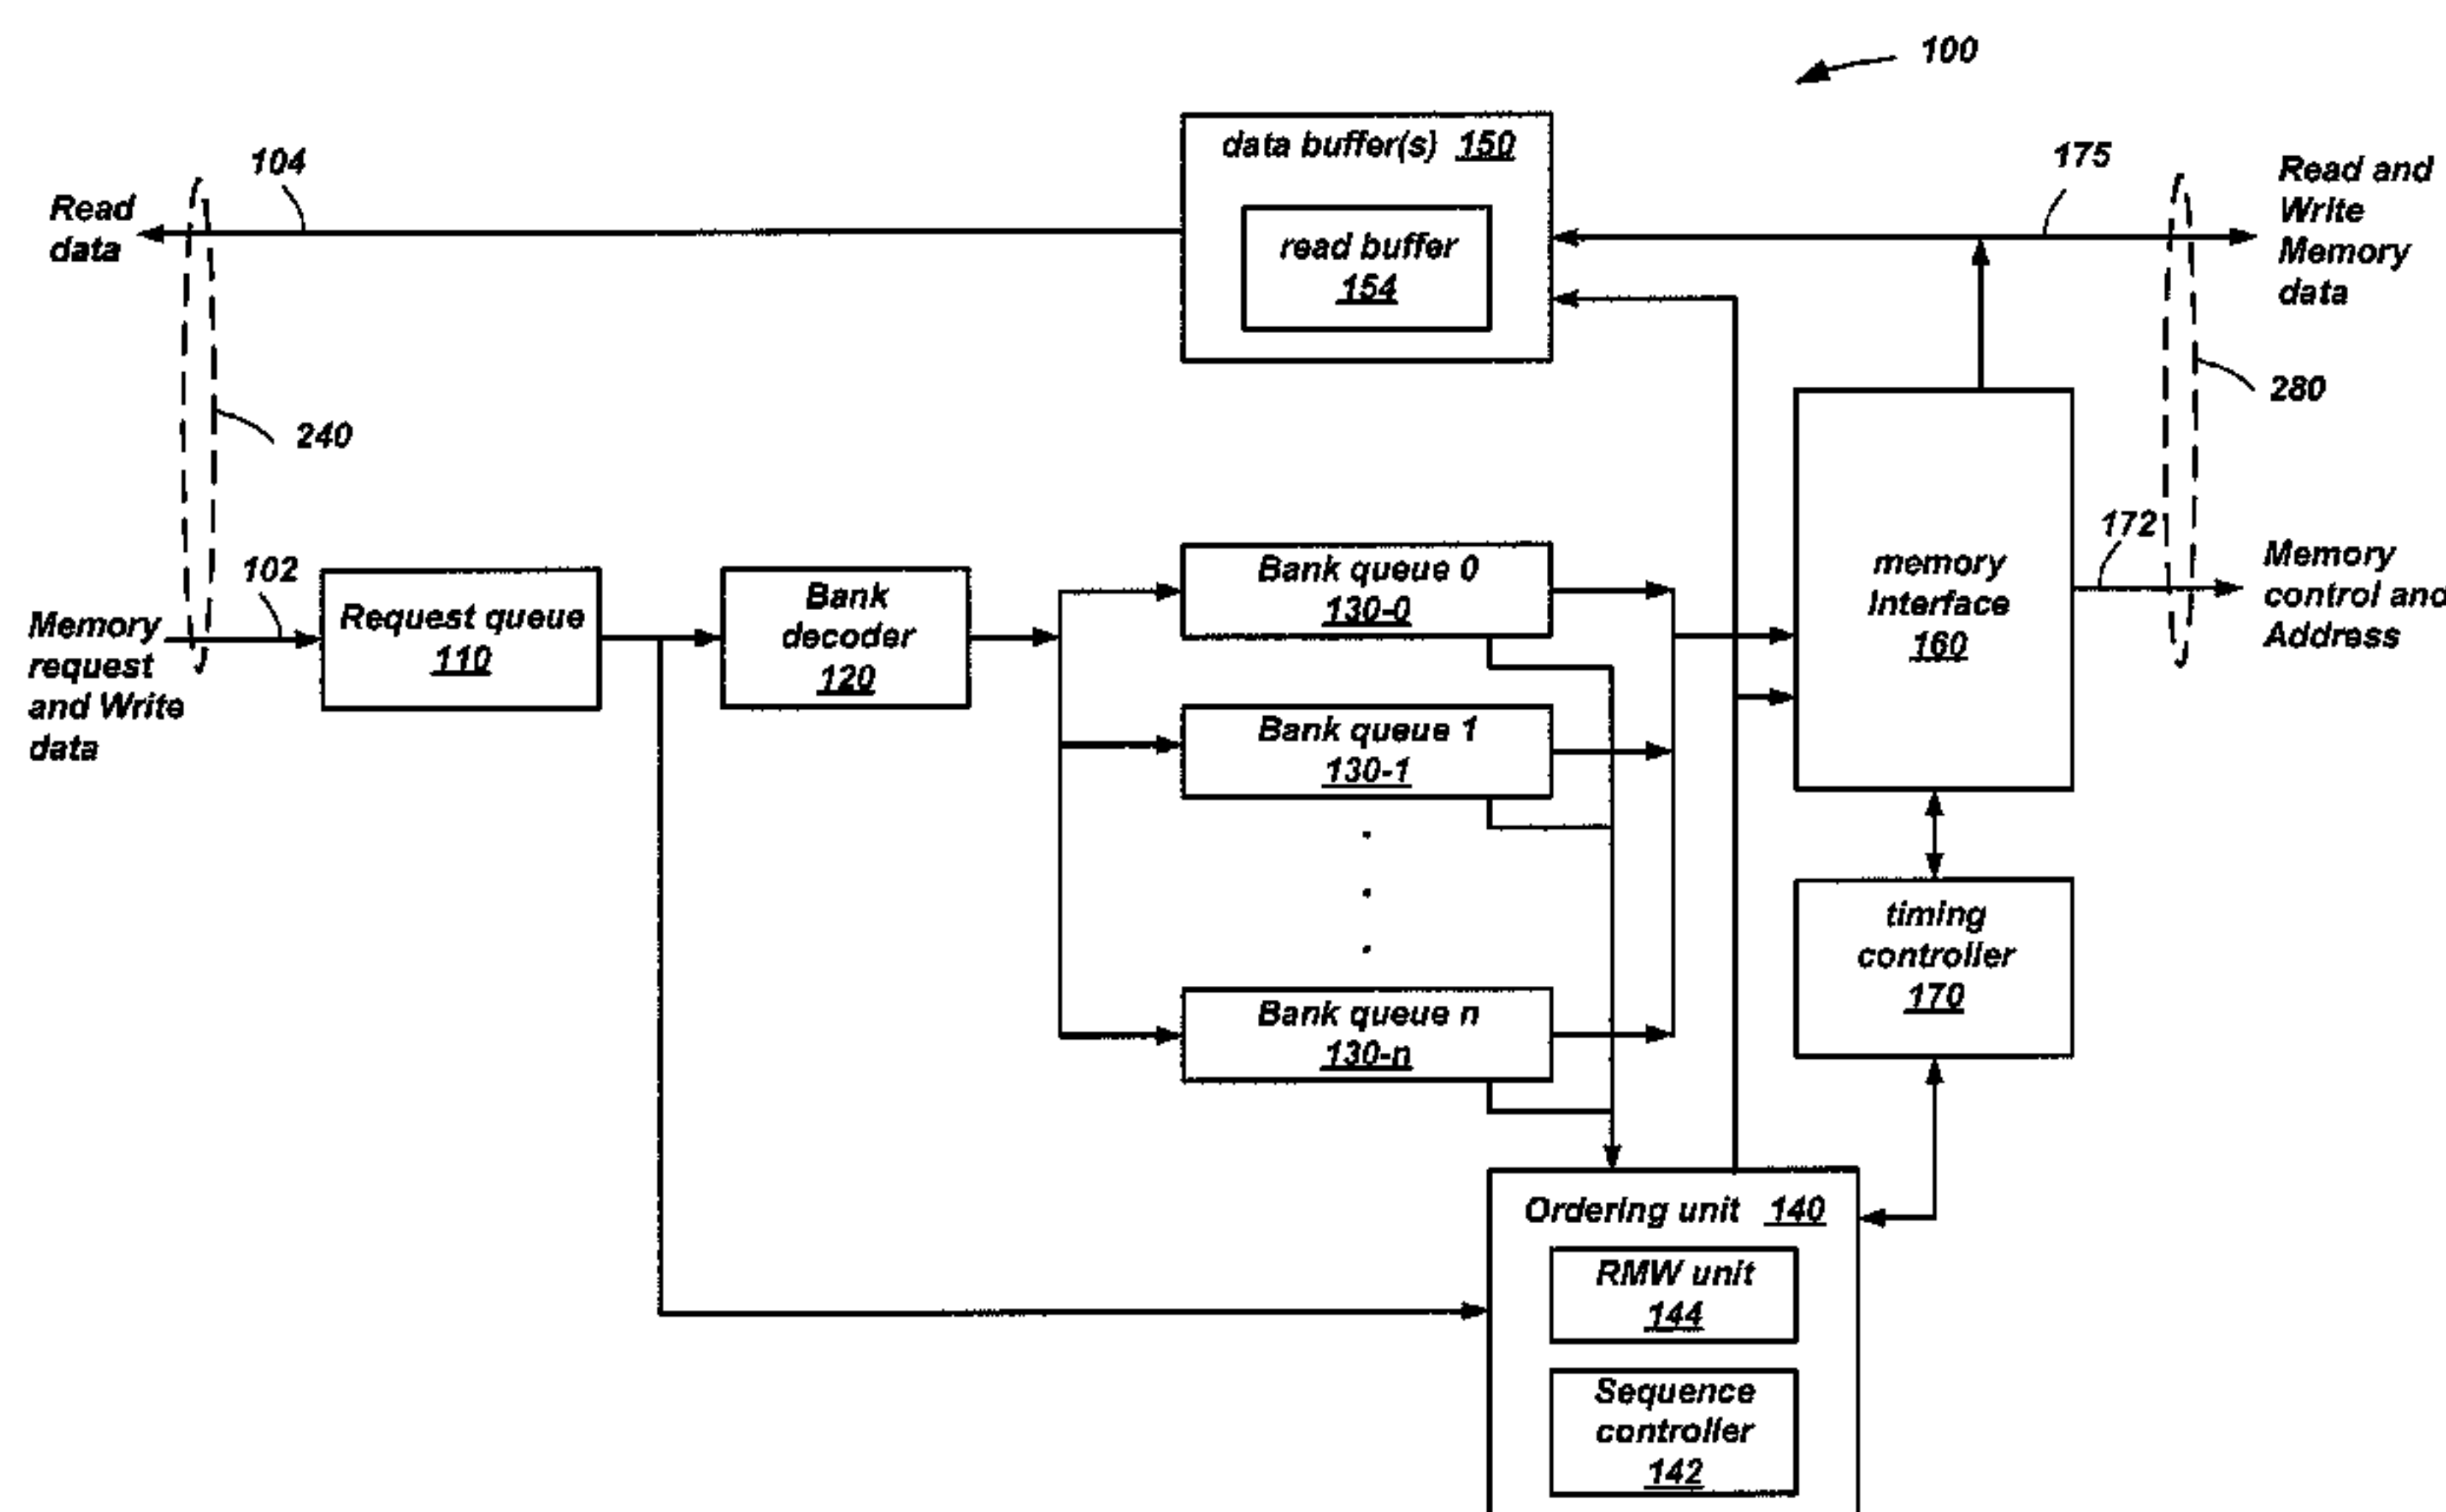 100
data buffer(s) 150
read buffer
154
104
Read
data
175
Read and
Write
Memory
data
240
280
102
Memory
request
and Write
data
Request queue
110
Bank
decoder
120
Bank queue 0
130-0
Bank queue 1
130-1
.
.
.
Bank queue n
130-n
memory
Interface
160
172
Memory
control and
Address
timing
controller
170
Ordering unit 140
RMW unit
144
Sequence
controller
142